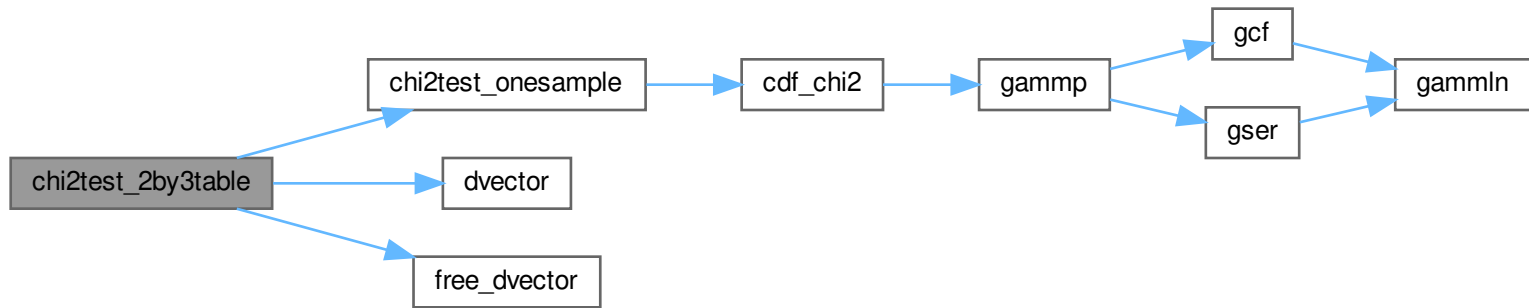 chi2test_2by3table
chi2test_onesample
dvector
free_dvector
cdf_chi2
gammp
gcf
gser
gammln